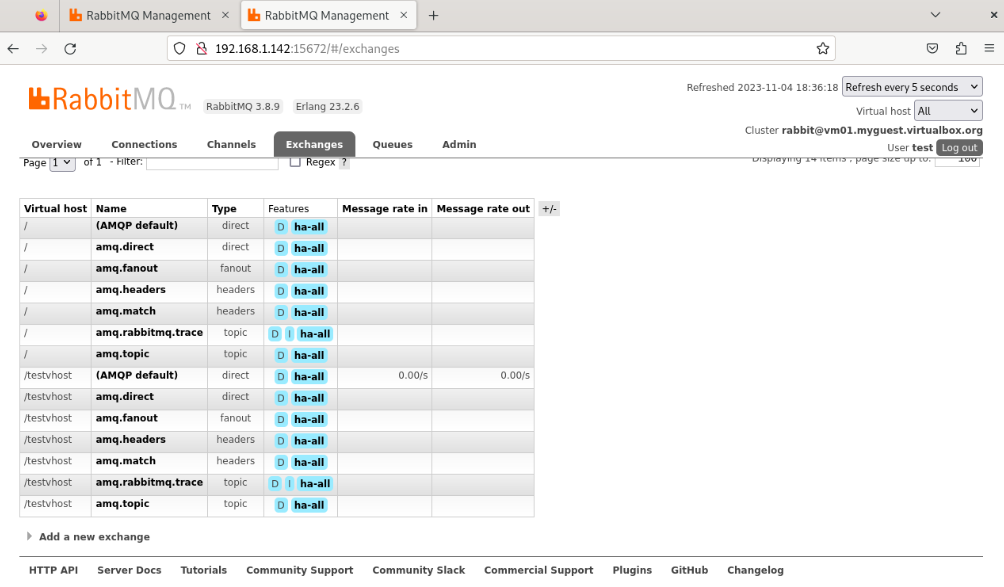 RabbitMQ Management × RabbitMQ Management × +
192.168.1.142:15672/#/exchanges
RabbitMQ TM RabbitMQ 3.8.9 Erlang 23.2.6
Refreshed 2023-11-04 18:36:18 Refresh every 5 seconds
Virtual host All
Cluster rabbit@vm01.myguest.virtualbox.org
User test Log out
Overview Connections Channels Exchanges Queues Admin
Page 1 of 1 - Filter: Regex ? Displaying 14 items , page size up to: 100
Virtual host Name Type Features Message rate in Message rate out +/-
/ (AMQP default) direct D ha-all
/ amq.direct direct D ha-all
/ amq.fanout fanout D ha-all
/ amq.headers headers D ha-all
/ amq.match headers D ha-all
/ amq.rabbitmq.trace topic D I ha-all
/ amq.topic topic D ha-all
/testvhost (AMQP default) direct D ha-all 0.00/s 0.00/s
/testvhost amq.direct direct D ha-all
/testvhost amq.fanout fanout D ha-all
/testvhost amq.headers headers D ha-all
/testvhost amq.match headers D ha-all
/testvhost amq.rabbitmq.trace topic D I ha-all
/testvhost amq.topic topic D ha-all
Add a new exchange
HTTP API Server Docs Tutorials Community Support Community Slack Commercial Support Plugins GitHub Changelog